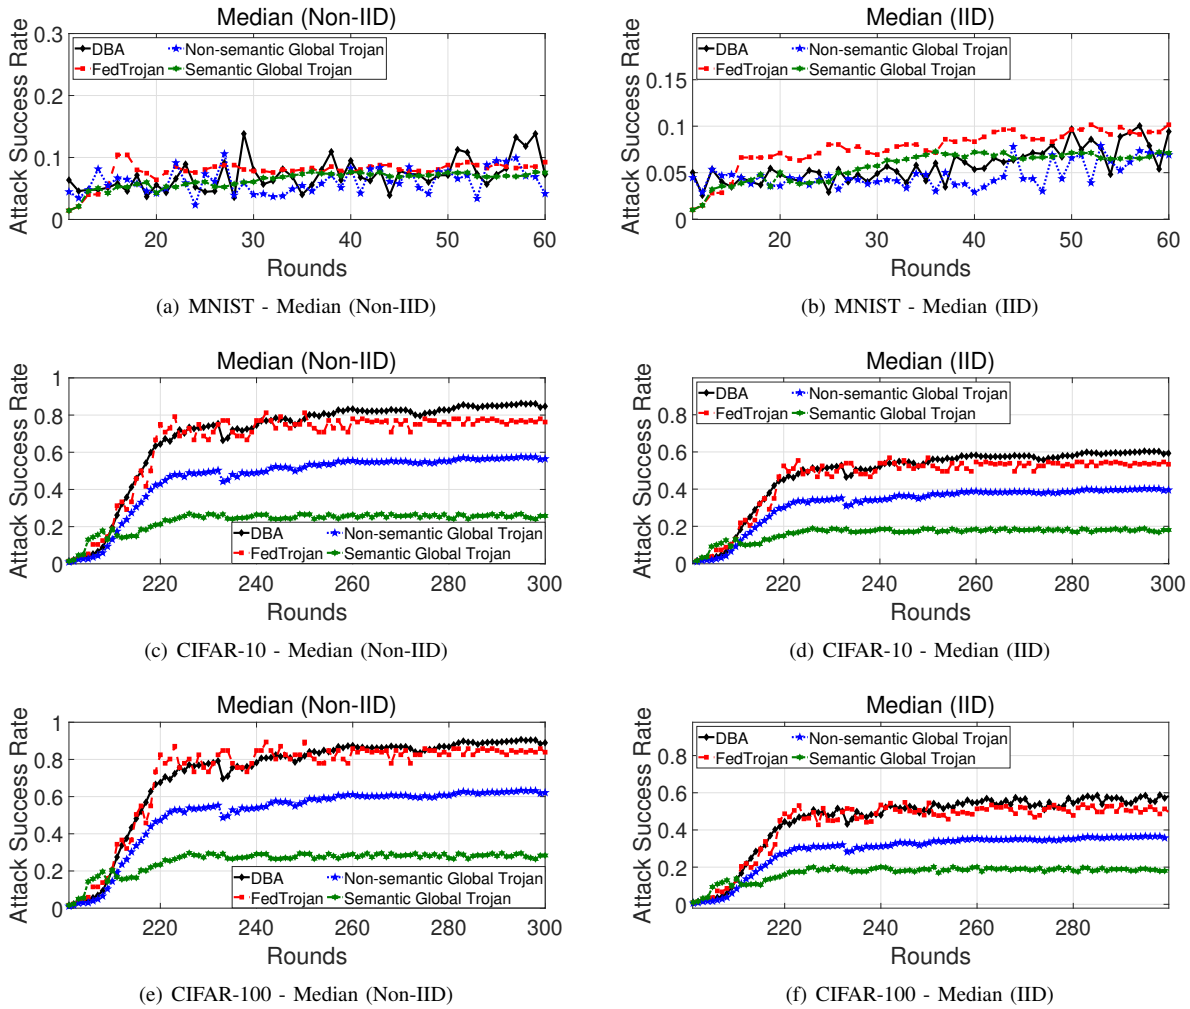 Median (Non-IID)
Attack Success Rate
0.3
0.2
0.1
0
DBA
Non-semantic Global Trojan
FedTrojan
Semantic Global Trojan
20
30
40
50
60
Rounds
(a) MNIST - Median (Non-IID)
Median (IID)
Attack Success Rate
0.15
0.1
0.05
0
DBA
Non-semantic Global Trojan
FedTrojan
Semantic Global Trojan
20
30
40
50
60
Rounds
(b) MNIST - Median (IID)
Median (Non-IID)
Attack Success Rate
1
0.8
0.6
0.4
0.2
0
DBA
Non-semantic Global Trojan
FedTrojan
Semantic Global Trojan
220
240
260
280
300
Rounds
(c) CIFAR-10 - Median (Non-IID)
Median (IID)
Attack Success Rate
0.8
0.6
0.4
0.2
0
DBA
Non-semantic Global Trojan
FedTrojan
Semantic Global Trojan
220
240
260
280
300
Rounds
(d) CIFAR-10 - Median (IID)
Median (Non-IID)
Attack Success Rate
1
0.8
0.6
0.4
0.2
0
DBA
Non-semantic Global Trojan
FedTrojan
Semantic Global Trojan
220
240
260
280
300
Rounds
(e) CIFAR-100 - Median (Non-IID)
Median (IID)
Attack Success Rate
0.8
0.6
0.4
0.2
0
DBA
Non-semantic Global Trojan
FedTrojan
Semantic Global Trojan
220
240
260
280
Rounds
(f) CIFAR-100 - Median (IID)